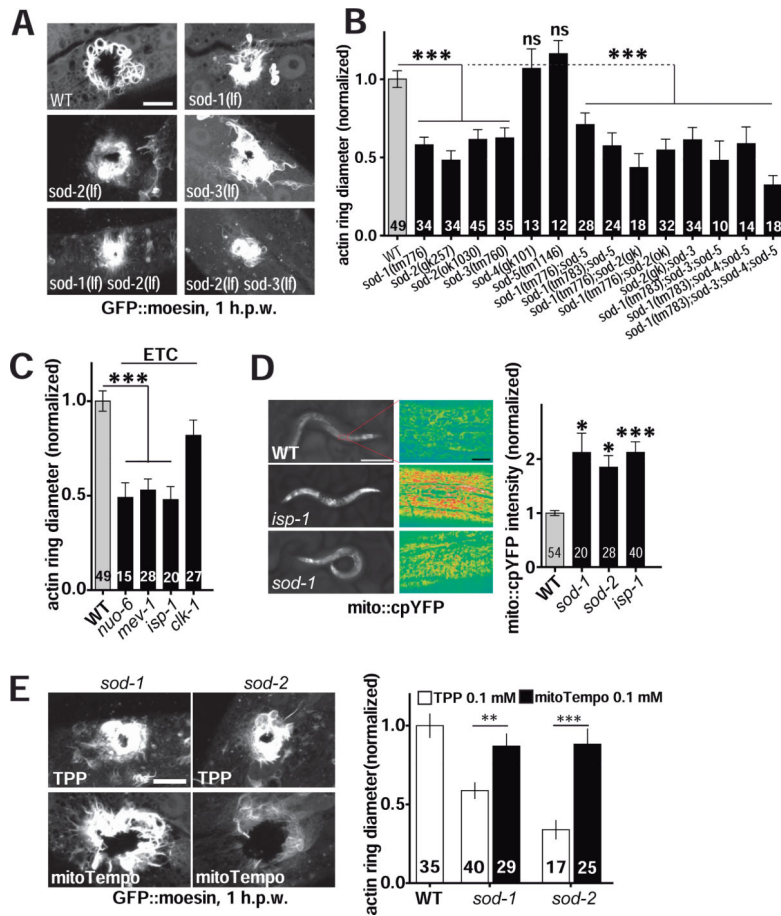 A
WT
sod-1(lf)
sod-2(lf)
sod-3(lf)
sod-1(lf) sod-2(lf)
sod-2(lf) sod-3(lf)
GFP::moesin, 1 h.p.w.
B
actin ring diameter (normalized)
1.0
0.5
0.0
***
ns
ns
***
49
34
34
45
35
13
12
28
24
18
32
34
10
14
18
WT
sod-1(tm776)
sod-2(gk257)
sod-2(ok1030)
sod-3(tm760)
sod-4(gk101)
sod-5(tm1146)
sod-1(tm776);sod-5
sod-1(tm783);sod-5
sod-1(tm776);sod-2(gk)
sod-1(tm776);sod-2(ok)
sod-2(gk);sod-3
sod-1(tm783);sod-3;sod-5
sod-1(tm783);sod-4;sod-5
sod-1(tm783);sod-3;sod-4;sod-5
C
ETC
***
actin ring diameter (normalized)
1.0
0.5
0.0
49
15
28
20
27
WT
nuo-6
mev-1
isp-1
clk-1
D
WT
isp-1
sod-1
mito::cpYFP
mito::cpYFP intensity (normalized)
2
1
0
*
*
***
54
20
28
40
WT
sod-1
sod-2
isp-1
E
sod-1
sod-2
TPP
TPP
mitoTempo
mitoTempo
GFP::moesin, 1 h.p.w.
actin ring diameter(normalized)
TPP 0.1 mM
mitoTempo 0.1 mM
1.0
0.5
0.0
**
***
35
40
29
17
25
WT
sod-1
sod-2